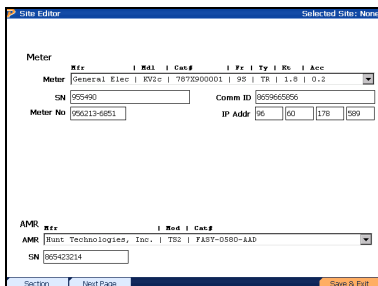 Site Editor Selected Site: None
Meter
Mfr | Mdl | Cat# | Fr | Ty | Kt | Acc
Meter General Elec | KV2c | 787X900001 | 9S | TR | 1.8 | 0.2
SN 955490 Comm ID 8659665856
Meter No 956213-6851 IP Addr 96 60 178 589
AMR Mfr | Mod | Cat#
AMR Hunt Technologies, Inc. | TS2 | FASY-0580-AAD
SN 865423214
Section Next Page Save & Exit